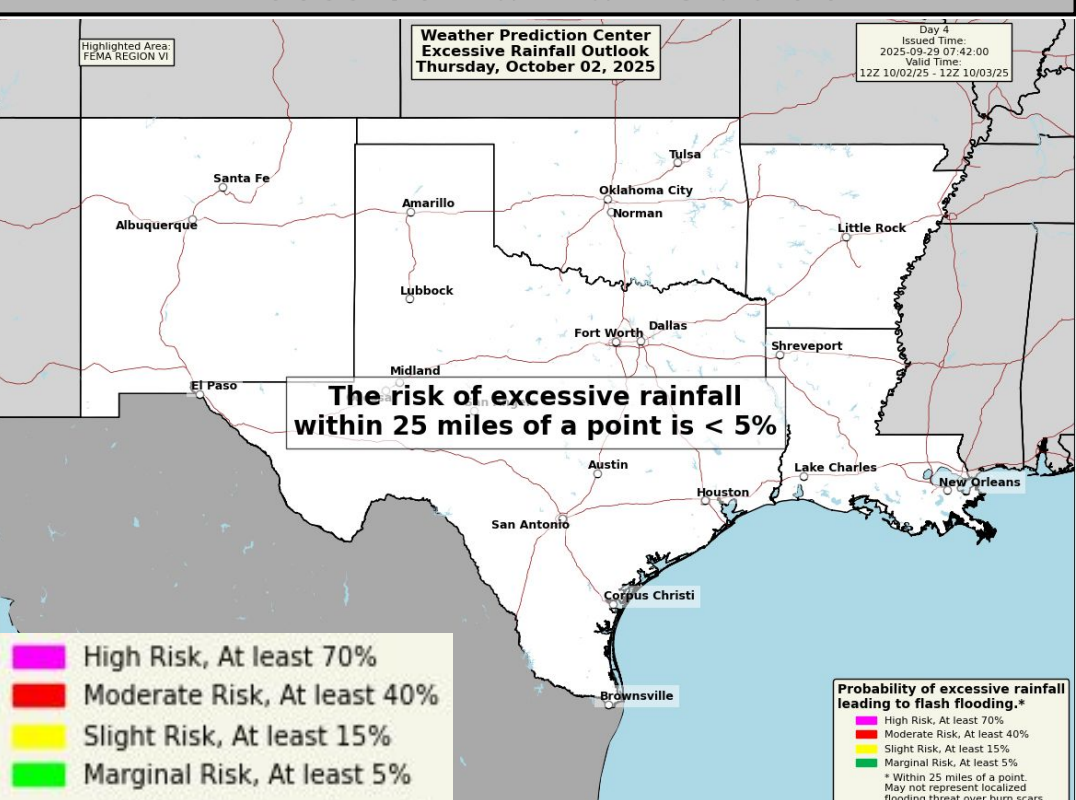 Highlighted Area:
FEMA REGION VI
Weather Prediction Center
Excessive Rainfall Outlook
Thursday, October 02, 2025
Day 4
Issued Time:
2025-09-29 07:42:00
Valid Time:
12Z 10/02/25 - 12Z 10/03/25
Tulsa
Santa Fe
Oklahoma City
Amarillo
Norman
Albuquerque
Little Rock
Lubbock
Dallas
Fort Worth
Shreveport
Midland
El Paso
The risk of excessive rainfall
within 25 miles of a point is < 5%
Austin
Lake Charles
New Orleans
Houston
San Antonio
Corpus Christi
Brownsville
High Risk, At least 70%
Moderate Risk, At least 40%
Slight Risk, At least 15%
Marginal Risk, At least 5%
Probability of excessive rainfall
leading to flash flooding.*
High Risk, At least 70%
Moderate Risk, At least 40%
Slight Risk, At least 15%
Marginal Risk, At least 5%
* Within 25 miles of a point.
May not represent localized
flooding threat over burn scars